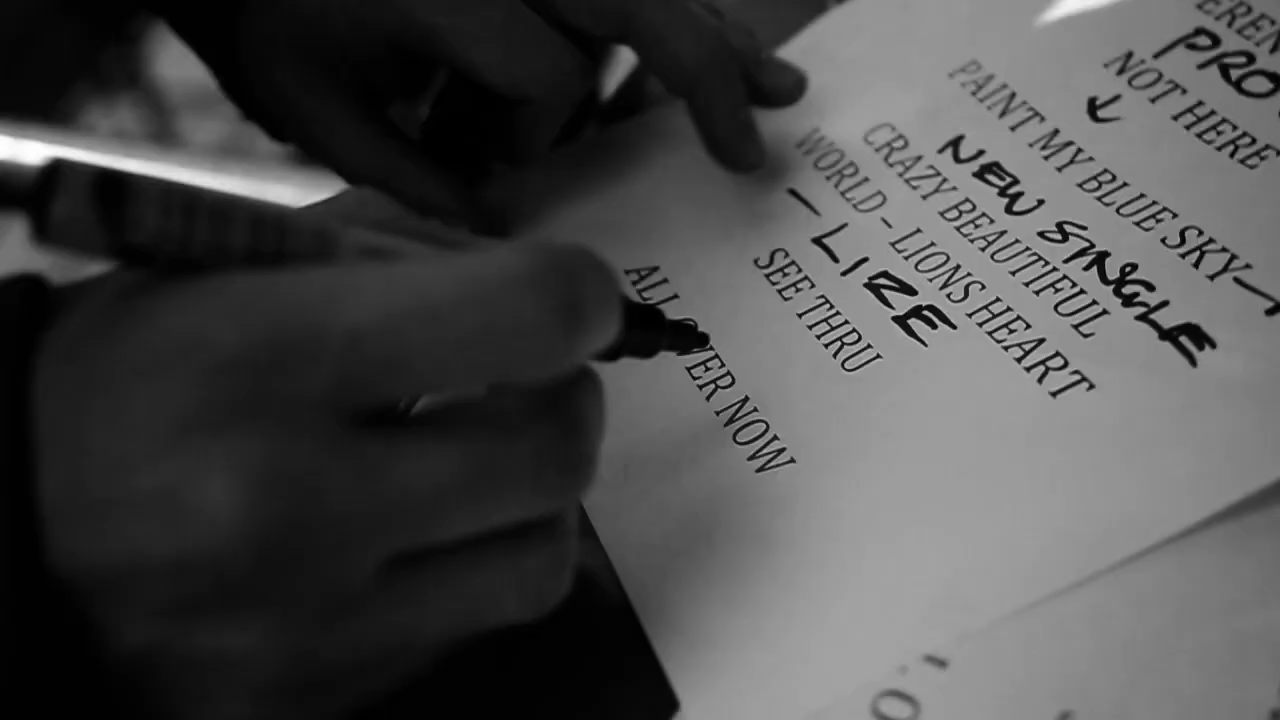 PRO
NOT HERE
PAINT MY BLUE SKY
NEW SINGLE
CRAZY BEAUTIFUL
WORLD - LIONS HEART
- LIZE
SEE THRU
ALL OVER NOW